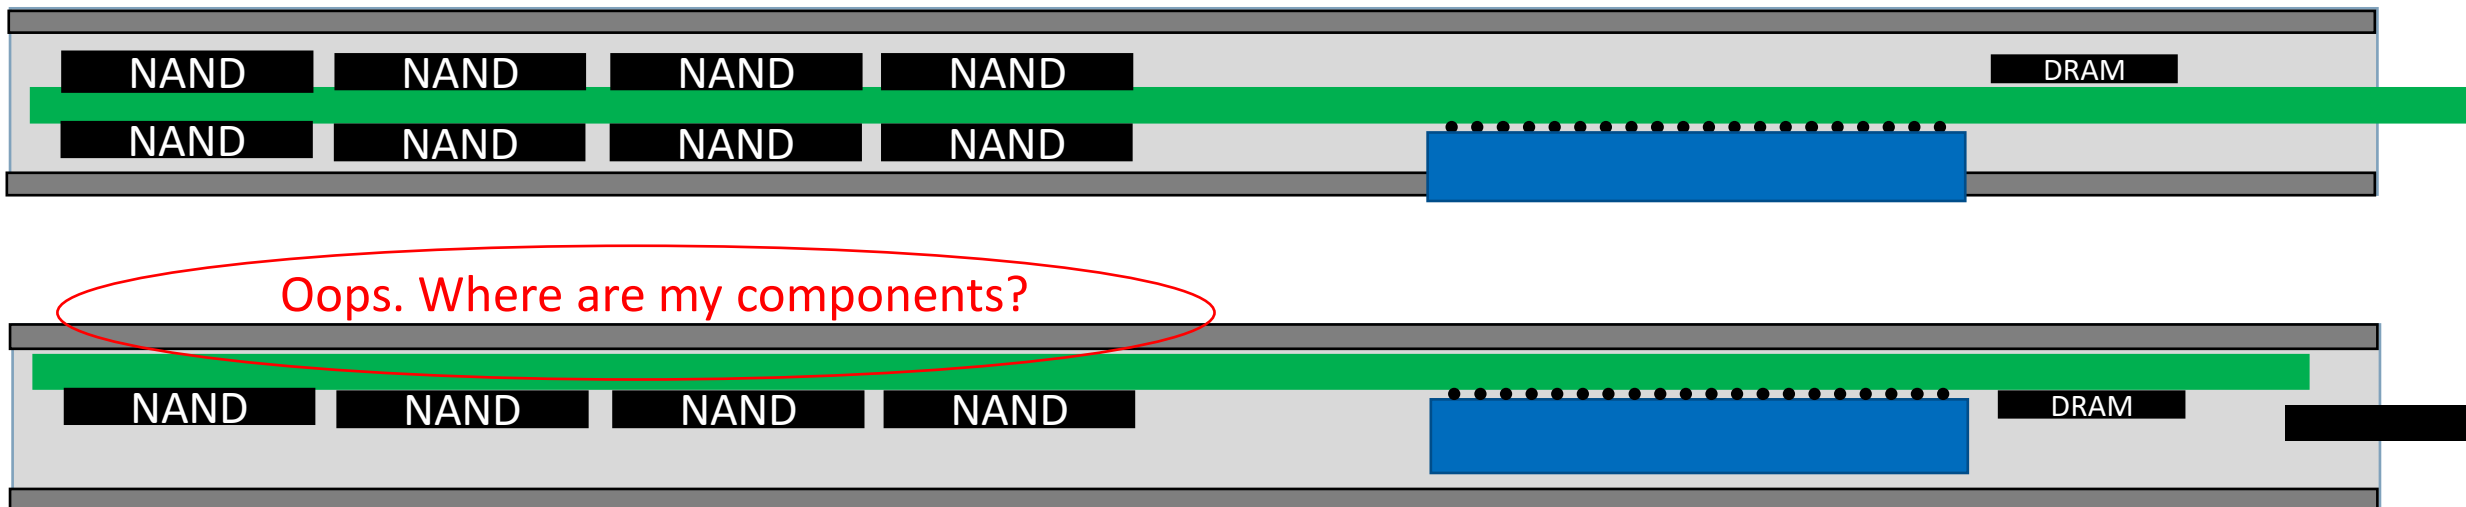 NAND NAND NAND NAND DRAM
NAND NAND NAND NAND
Oops. Where are my components?
NAND NAND NAND NAND DRAM